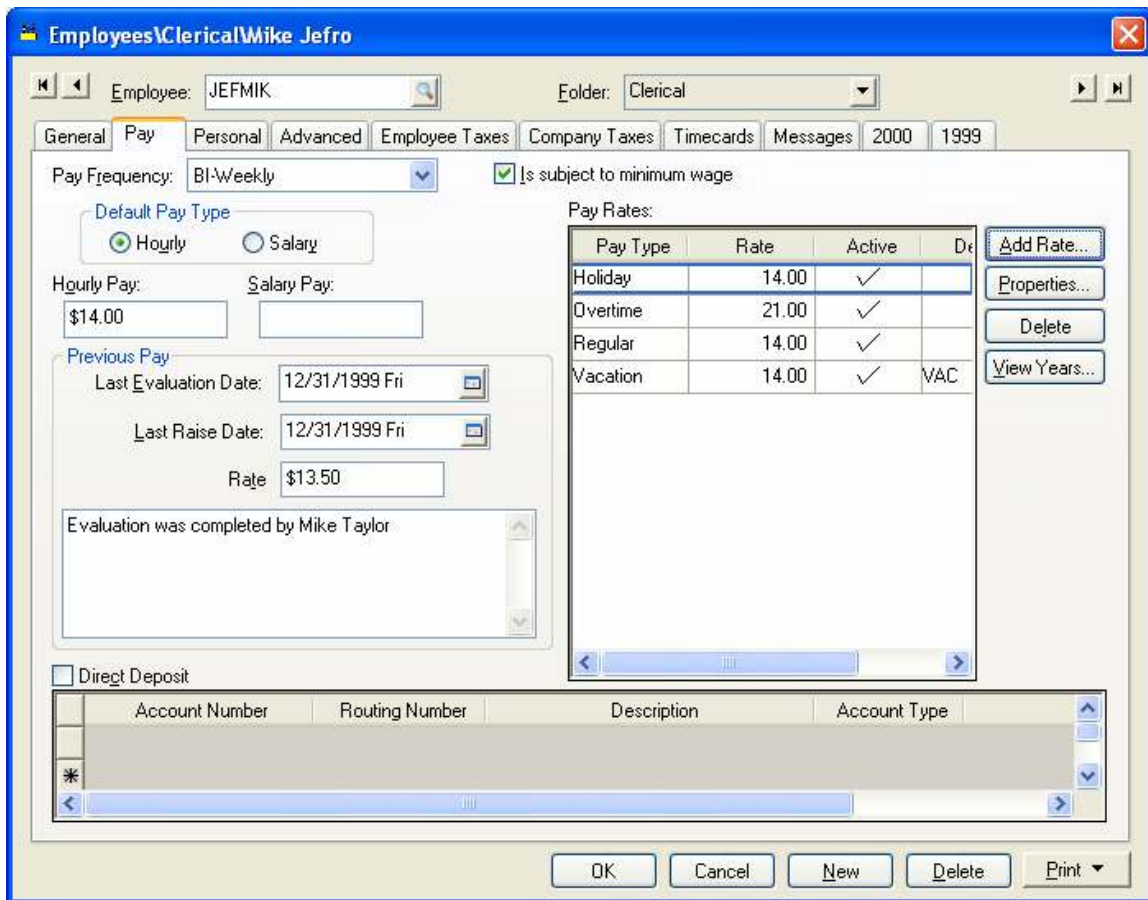 Employees\Clerical\Mike Jefro
Employee: JEFMIK Folder: Clerical
General Pay Personal Advanced Employee Taxes Company Taxes Timecards Messages 2000 1999
Pay Frequency: BI-Weekly Is subject to minimum wage
Default Pay Type
Hourly Salary
Hourly Pay: Salary Pay:
$14.00
Previous Pay
Last Evaluation Date: 12/31/1999 Fri
Last Raise Date: 12/31/1999 Fri
Rate $13.50
Evaluation was completed by Mike Taylor
Pay Rates:
Pay Type Rate Active De
Holiday 14.00
Overtime 21.00
Regular 14.00
Vacation 14.00 VAC
Add Rate...
Properties...
Delete
View Years...
Direct Deposit
Account Number Routing Number Description Account Type
OK Cancel New Delete Print